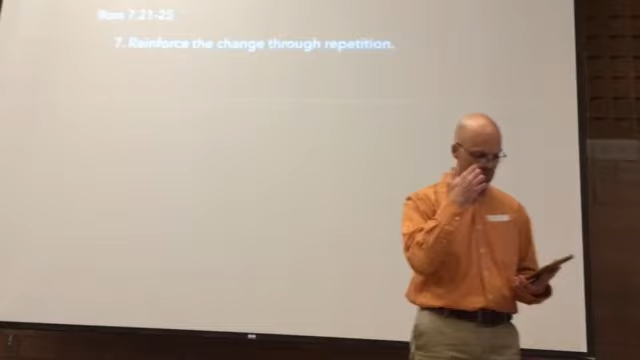 Rom 7:21-25
7. Reinforce the change through repetition.